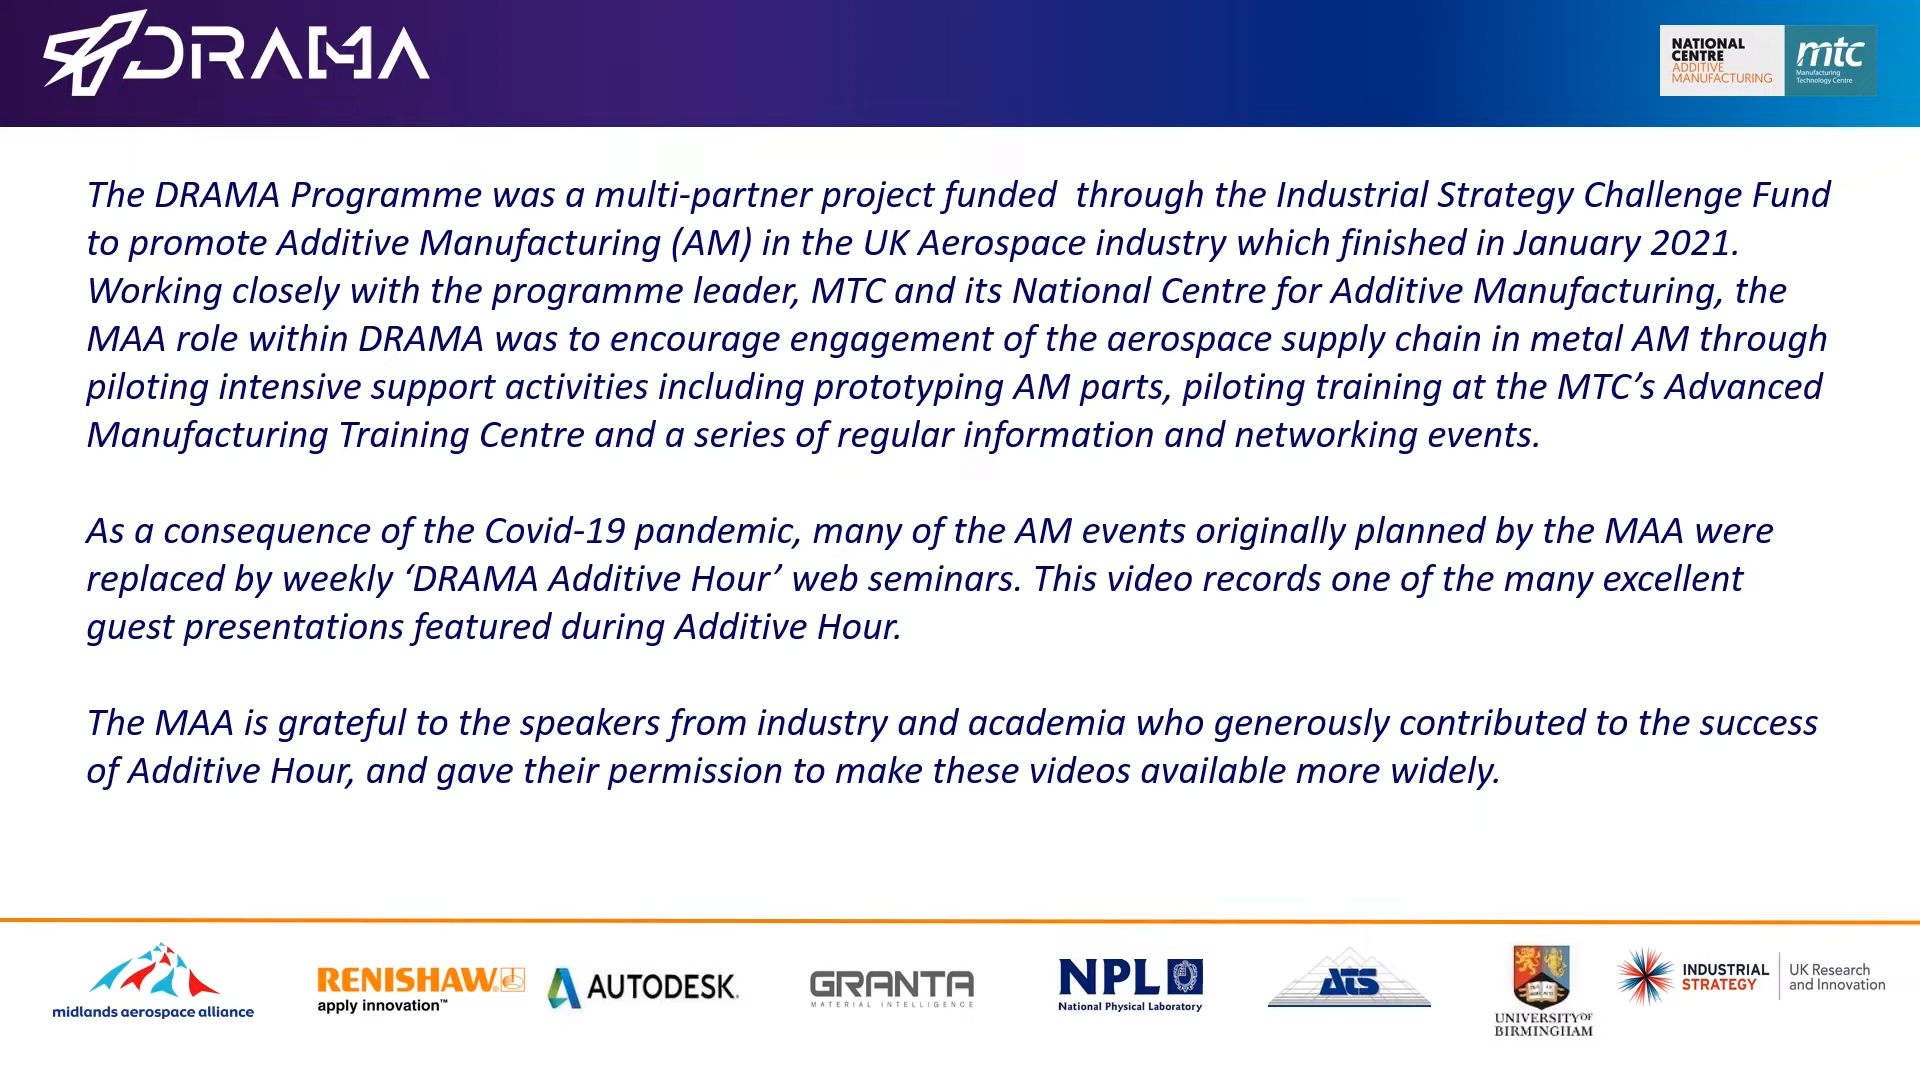 DRAMA
NATIONAL
CENTRE
ADDITIVE
MANUFACTURING
mtc
Manufacturing
Technology Centre
The DRAMA Programme was a multi-partner project funded  through the Industrial Strategy Challenge Fund
to promote Additive Manufacturing (AM) in the UK Aerospace industry which finished in January 2021.
Working closely with the programme leader, MTC and its National Centre for Additive Manufacturing, the
MAA role within DRAMA was to encourage engagement of the aerospace supply chain in metal AM through
piloting intensive support activities including prototyping AM parts, piloting training at the MTC’s Advanced
Manufacturing Training Centre and a series of regular information and networking events.
As a consequence of the Covid-19 pandemic, many of the AM events originally planned by the MAA were
replaced by weekly ‘DRAMA Additive Hour’ web seminars. This video records one of the many excellent
guest presentations featured during Additive Hour.
The MAA is grateful to the speakers from industry and academia who generously contributed to the success
of Additive Hour, and gave their permission to make these videos available more widely.
midlands aerospace alliance
RENISHAW
apply innovation™
AUTODESK.
GRANTA
MATERIAL INTELLIGENCE
NPL
National Physical Laboratory
ATS
UNIVERSITY OF
BIRMINGHAM
INDUSTRIAL
STRATEGY
UK Research
and Innovation